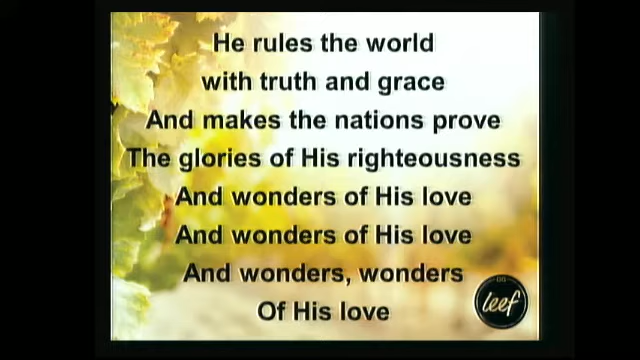 He rules the world
with truth and grace
And makes the nations prove
The glories of His righteousness
And wonders of His love
And wonders of His love
And wonders, wonders
Of His love
leef